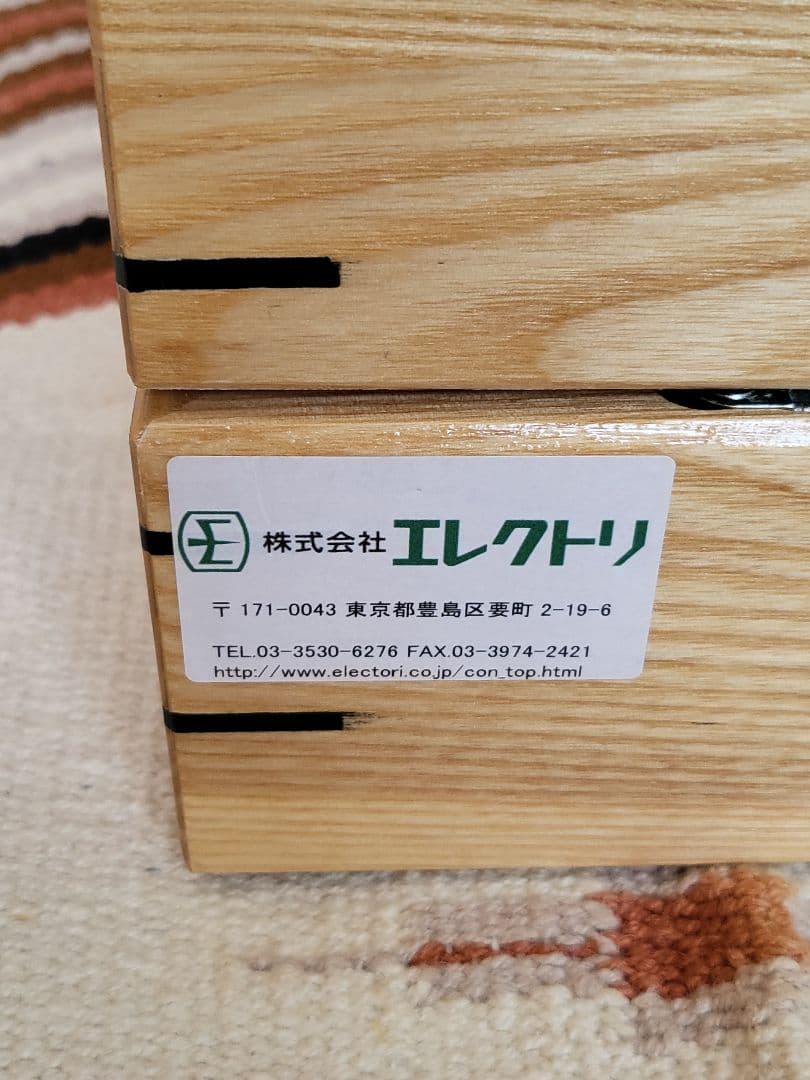 株式会社 エレクトリ
〒 171-0043 東京都豊島区要町 2-19-6
TEL.03-3530-6276 FAX.03-3974-2421
http://www.electori.co.jp/con_top.html